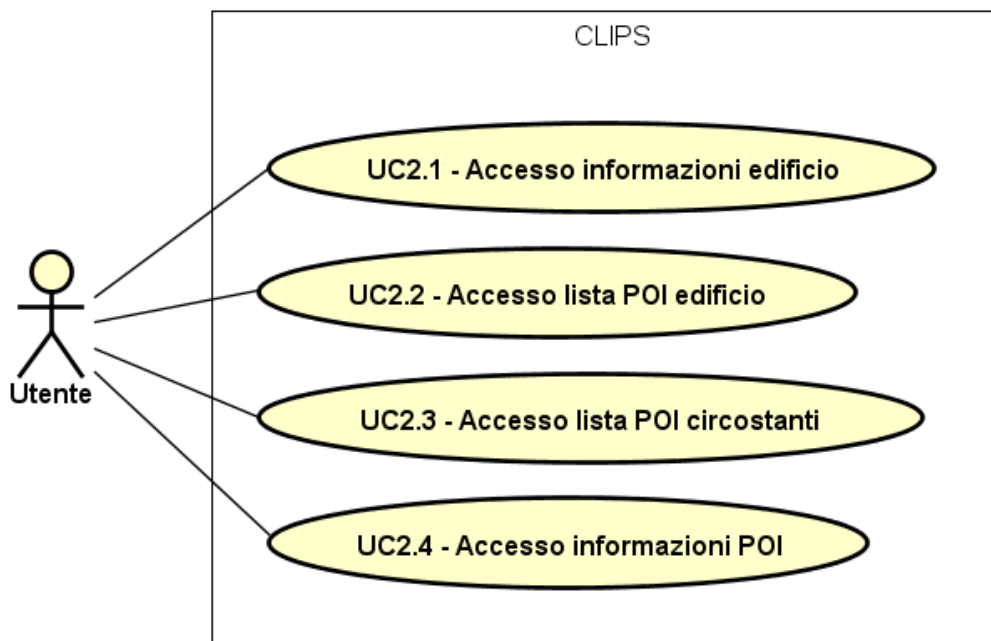 CLIPS
UC2.1 - Accesso informazioni edificio
UC2.2 - Accesso lista POI edificio
UC2.3 - Accesso lista POI circostanti
UC2.4 - Accesso informazioni POI
Utente